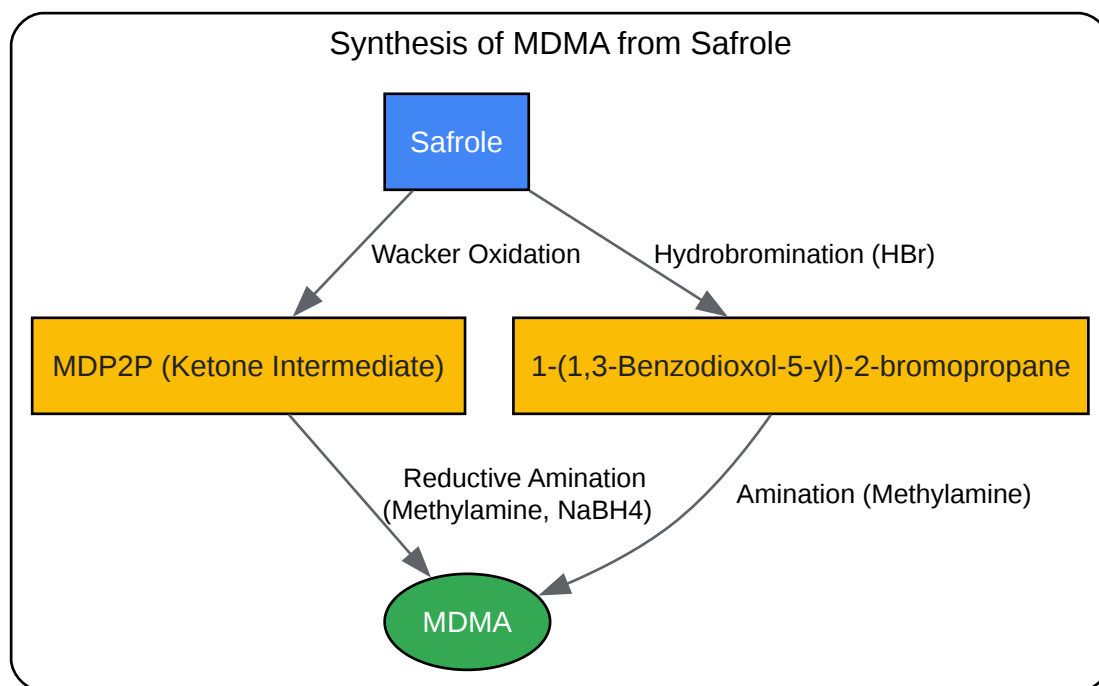 Synthesis of MDMA from Safrole
Safrole
Wacker Oxidation
Hydrobromination (HBr)
MDP2P (Ketone Intermediate)
1-(1,3-Benzodioxol-5-yl)-2-bromopropane
Reductive Amination
(Methylamine, NaBH4)
Amination (Methylamine)
MDMA